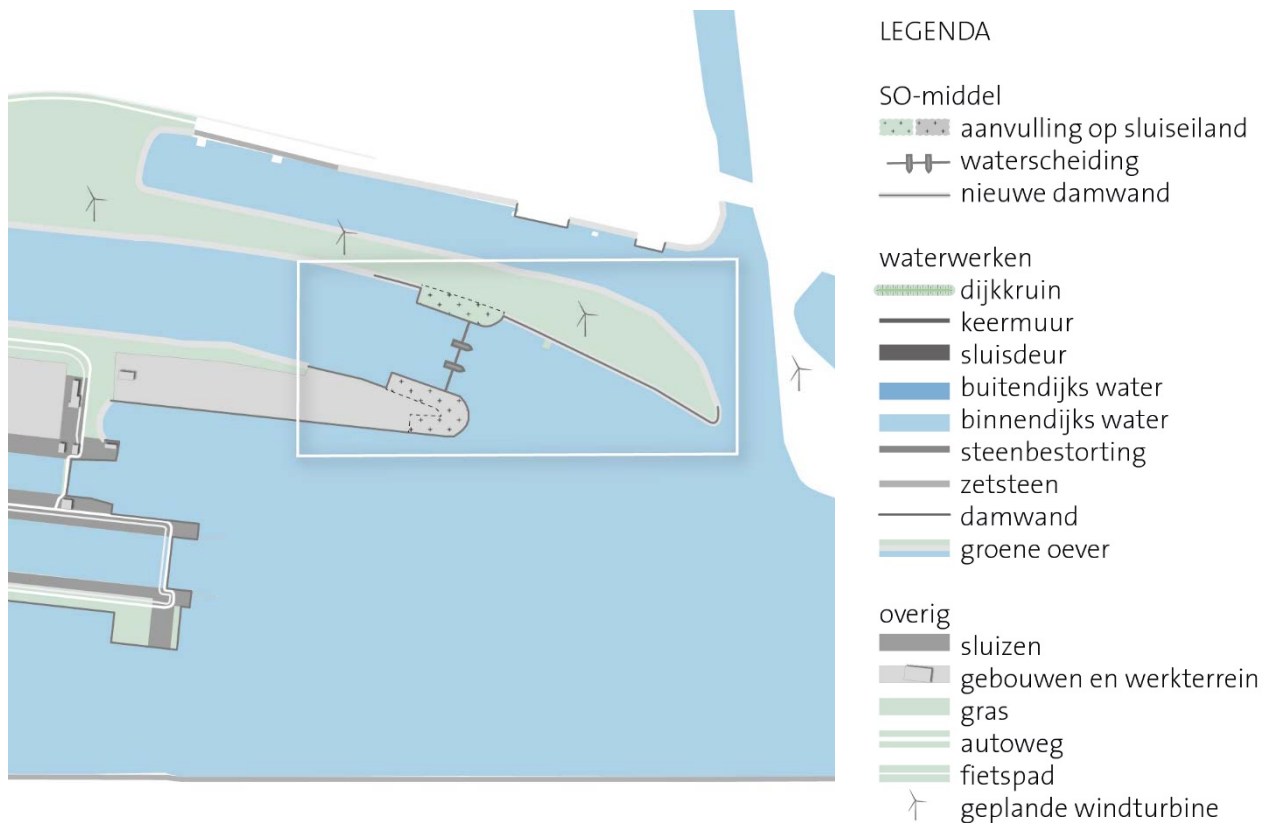 LEGENDA
SO-middel
aanvulling op sluiseiland
waterscheiding
nieuwe damwand
waterwerken
dijkkruin
keermuur
sluisdeur
buitendijks water
binnendijks water
steenbestorting
zetsteen
damwand
groene oever
overig
sluizen
gebouwen en werkterrein
gras
autoweg
fietspad
geplande windturbine